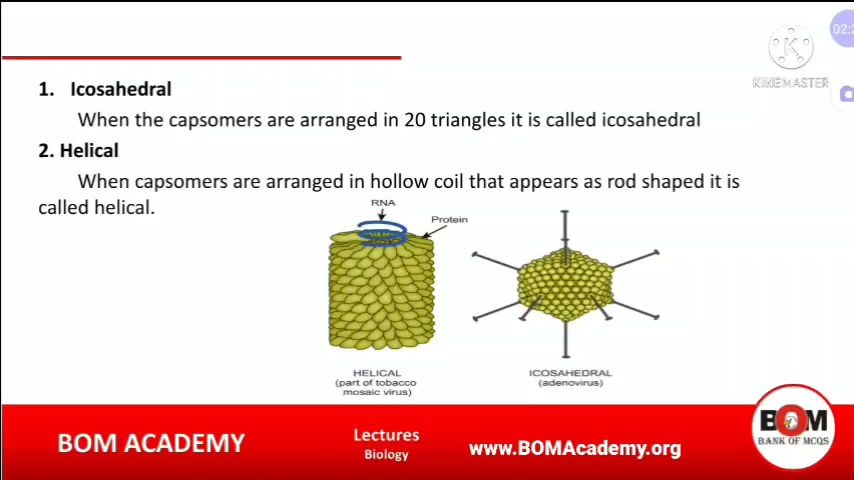 02:2
KINEMASTER
1. Icosahedral
When the capsomers are arranged in 20 triangles it is called icosahedral
2. Helical
When capsomers are arranged in hollow coil that appears as rod shaped it is
called helical.
RNA
Protein
HELICAL
(part of tobacco
mosaic virus)
ICOSAHEDRAL
(adenovirus)
BOM ACADEMY
Lectures
Biology
www.BOMAcademy.org
BOM
BANK OF MCQS